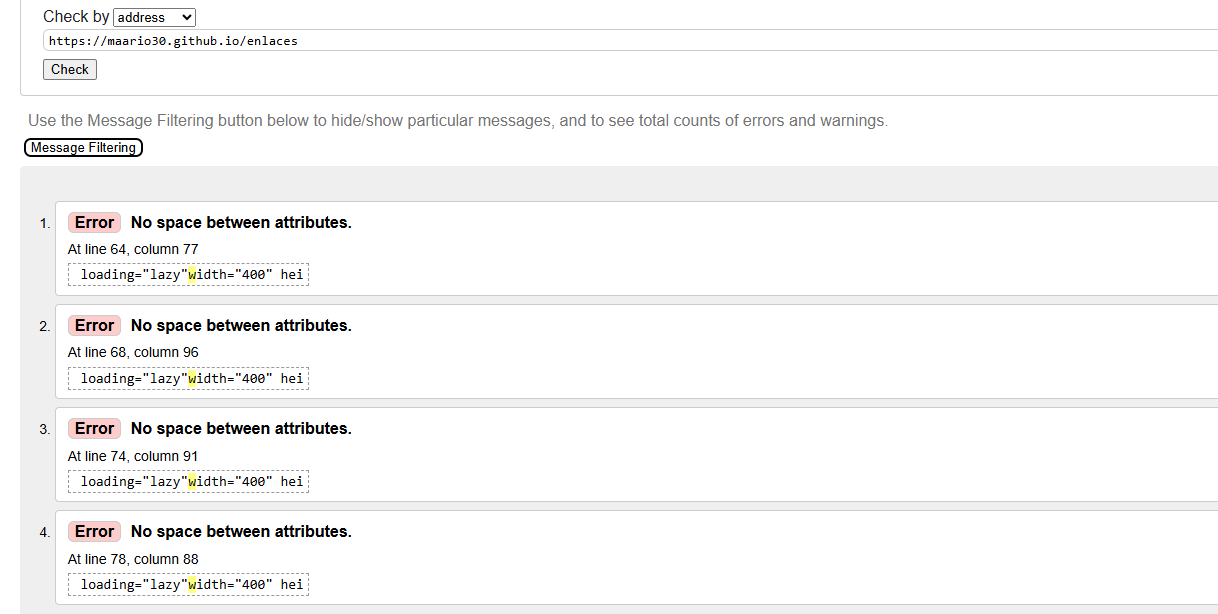 Check by address
https://maario30.github.io/enlaces
Check
Use the Message Filtering button below to hide/show particular messages, and to see total counts of errors and warnings.
Message Filtering
1. Error No space between attributes.
At line 64, column 77
loading="lazy"width="400" hei
2. Error No space between attributes.
At line 68, column 96
loading="lazy"width="400" hei
3. Error No space between attributes.
At line 74, column 91
loading="lazy"width="400" hei
4. Error No space between attributes.
At line 78, column 88
loading="lazy"width="400" hei